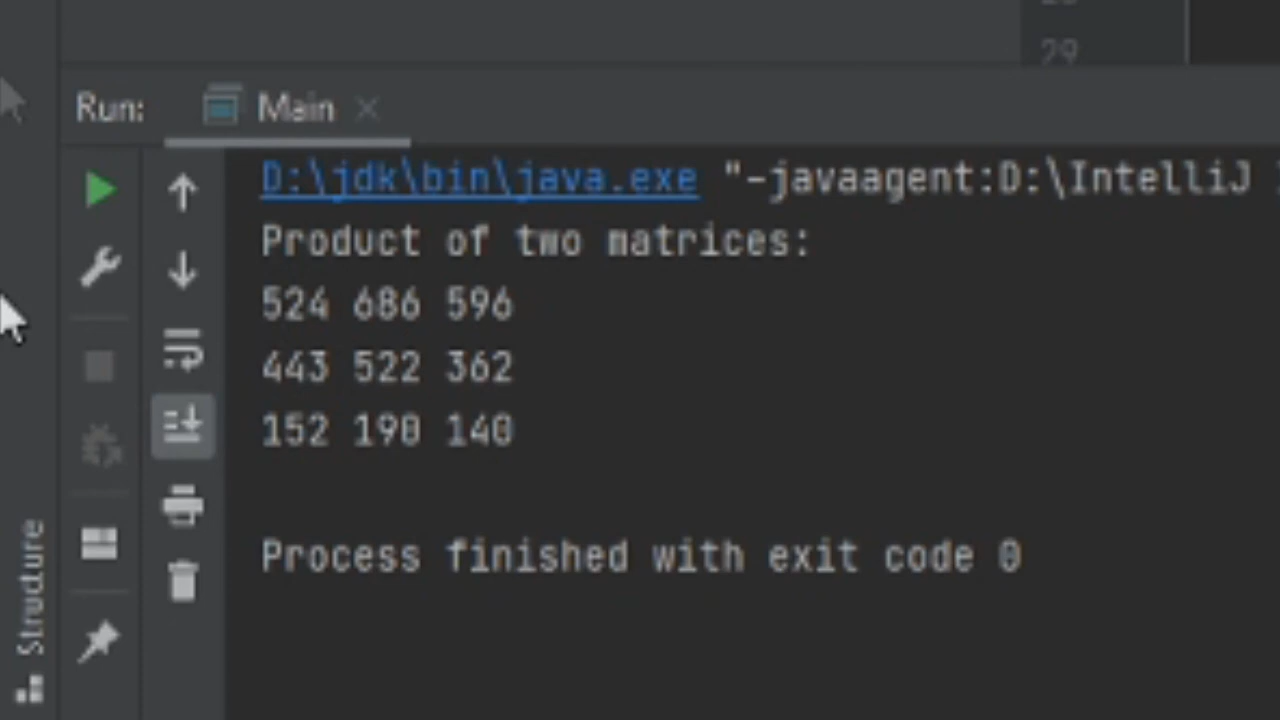 29
Run: Main
D:\jdk\bin\java.exe "-javaagent:D:\IntelliJ
Product of two matrices:
524 686 596
443 522 362
152 190 140
Process finished with exit code 0
Structure